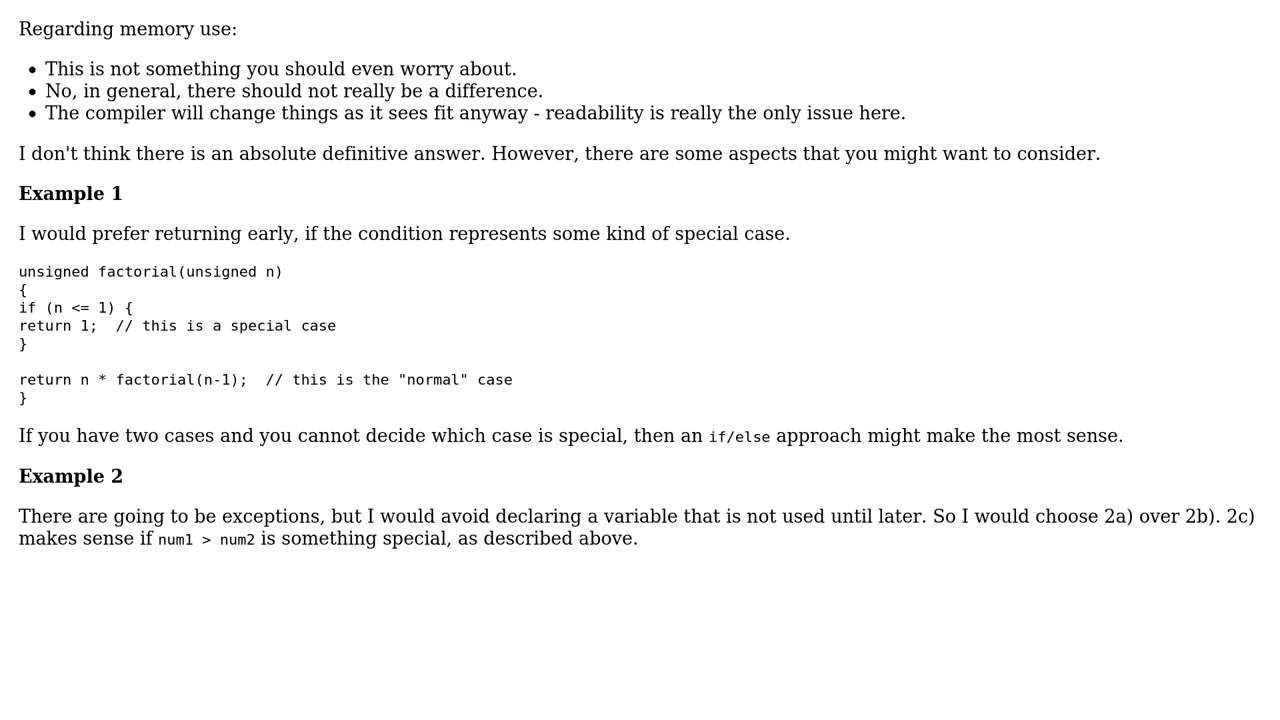 Regarding memory use:
• This is not something you should even worry about.
• No, in general, there should not really be a difference.
• The compiler will change things as it sees fit anyway - readability is really the only issue here.
I don't think there is an absolute definitive answer. However, there are some aspects that you might want to consider.
Example 1
I would prefer returning early, if the condition represents some kind of special case.
unsigned factorial(unsigned n)
{
if (n <= 1) {
return 1;  // this is a special case
}
return n * factorial(n-1);  // this is the "normal" case
}
If you have two cases and you cannot decide which case is special, then an if/else approach might make the most sense.
Example 2
There are going to be exceptions, but I would avoid declaring a variable that is not used until later. So I would choose 2a) over 2b). 2c)
makes sense if num1 > num2 is something special, as described above.